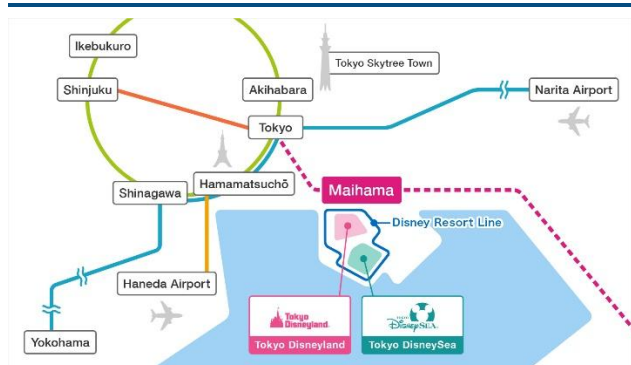 Ikebukuro
Shinjuku
Akihabara
Tokyo Skytree Town
Narita Airport
Tokyo
Shinagawa
Hamamatsuchō
Maihama
Disney Resort Line
Haneda Airport
Yokohama
Tokyo
Disneyland
Tokyo Disneyland
TOKYO
DisneySEA
Tokyo DisneySea